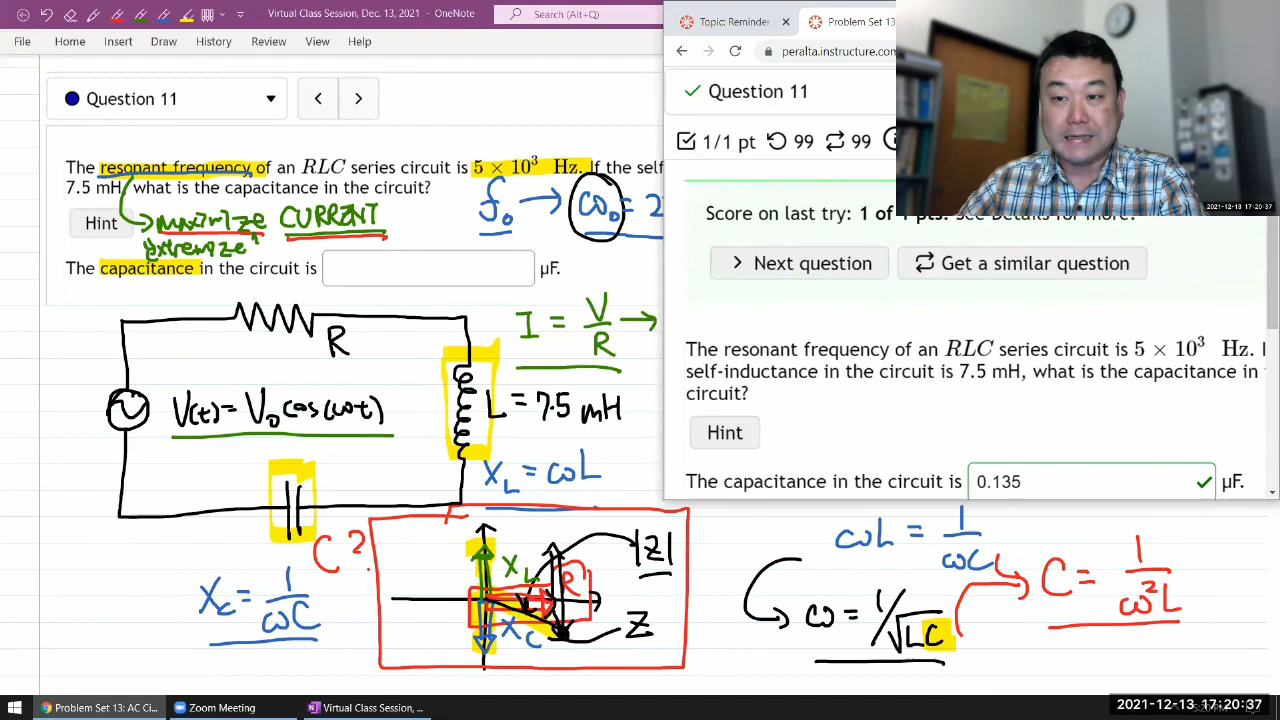 Virtual Class Session, Dec 13, 2021 - OneNote
Search (Alt+Q)
File
Home
Insert
Draw
History
Review
View
Help
Question 11
The resonant frequency of an RLC series circuit is 5 × 10³ Hz. If the self
7.5 mH, what is the capacitance in the circuit?
f₀ → ω₀ = 2
Hint
maximize CURRENT
extremize
The capacitance in the circuit is
μF.
R
I = V/R →
V(t) = V₀ cos(ωt)
L = 7.5 mH
X_L = ωL
C?
X_C = 1/ωC
X_L
R
X_C
|Z|
Z
ωL = 1/ωC
ω = 1/√LC
C = 1/ω²L
Topic: Reminder
Problem Set 13
peralta.instructure.com
Question 11
1/1 pt
99
99
Score on last try: 1 of 1 pts. See Details for more.
Next question
Get a similar question
The resonant frequency of an RLC series circuit is 5 × 10³ Hz. I
self-inductance in the circuit is 7.5 mH, what is the capacitance in
circuit?
Hint
The capacitance in the circuit is
0.135
μF.
2021-12-13 17:20:37
Problem Set 13: AC Ci...
Zoom Meeting
Virtual Class Session, ...
2021-12-13 17:20:37